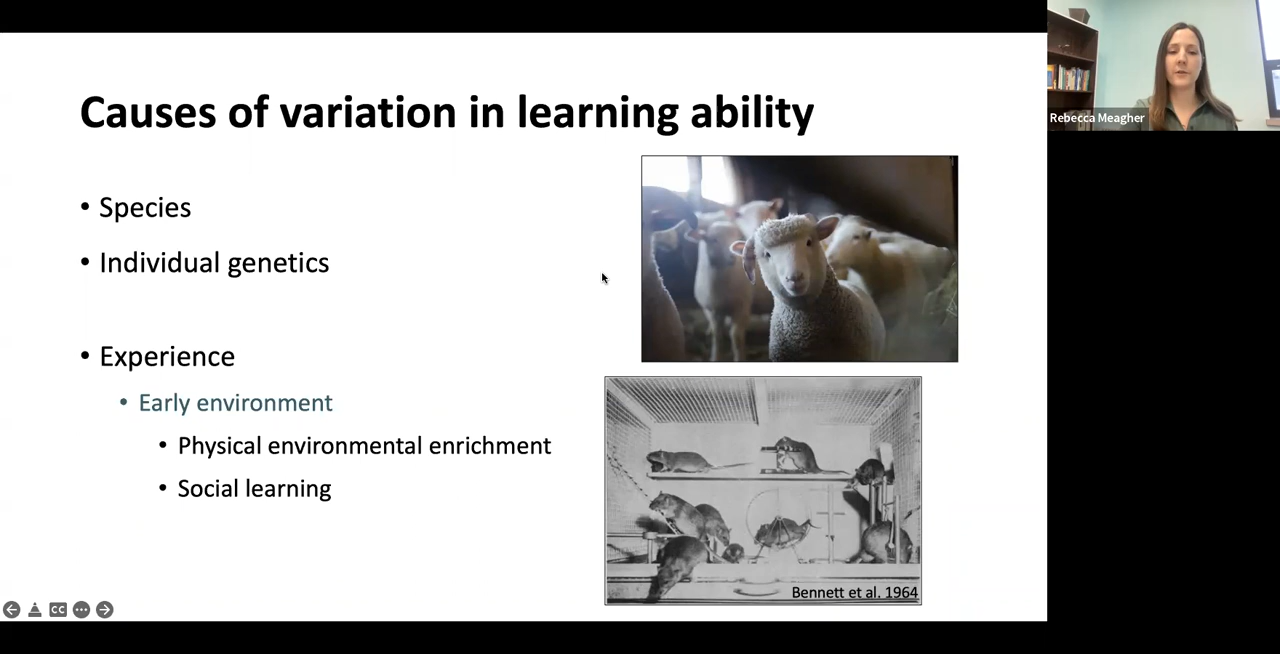 Causes of variation in learning ability
• Species
• Individual genetics
• Experience
• Early environment
• Physical environmental enrichment
• Social learning
Bennett et al. 1964
CC
Rebecca Meagher